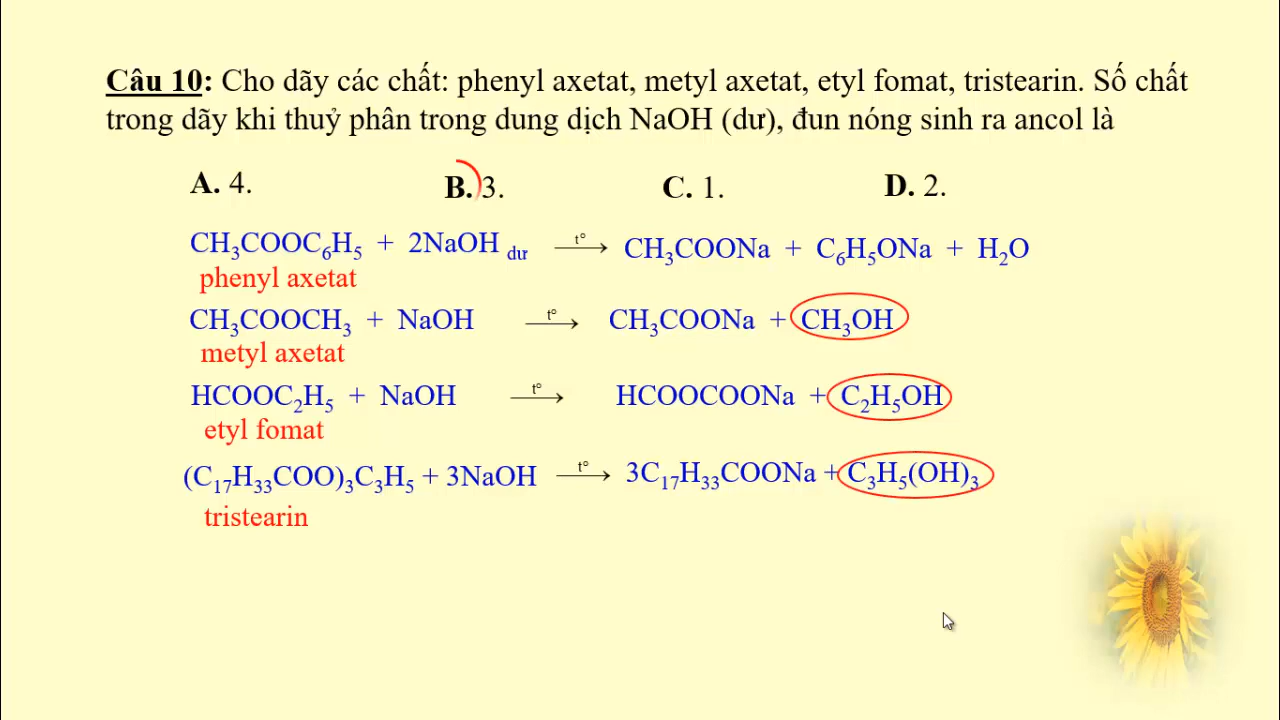 Câu 10: Cho dãy các chất: phenyl axetat, metyl axetat, etyl fomat, tristearin. Số chất
trong dãy khi thuỷ phân trong dung dịch NaOH (dư), đun nóng sinh ra ancol là
A. 4. B. 3. C. 1. D. 2.
CH₃COOC₆H₅ + 2NaOH dư ⟶ t° CH₃COONa + C₆H₅ONa + H₂O
phenyl axetat
CH₃COOCH₃ + NaOH ⟶ t° CH₃COONa + CH₃OH
metyl axetat
HCOOC₂H₅ + NaOH ⟶ t° HCOOCOONa + C₂H₅OH
etyl fomat
(C₁₇H₃₃COO)₃C₃H₅ + 3NaOH ⟶ t° 3C₁₇H₃₃COONa + C₃H₅(OH)₃
tristearin